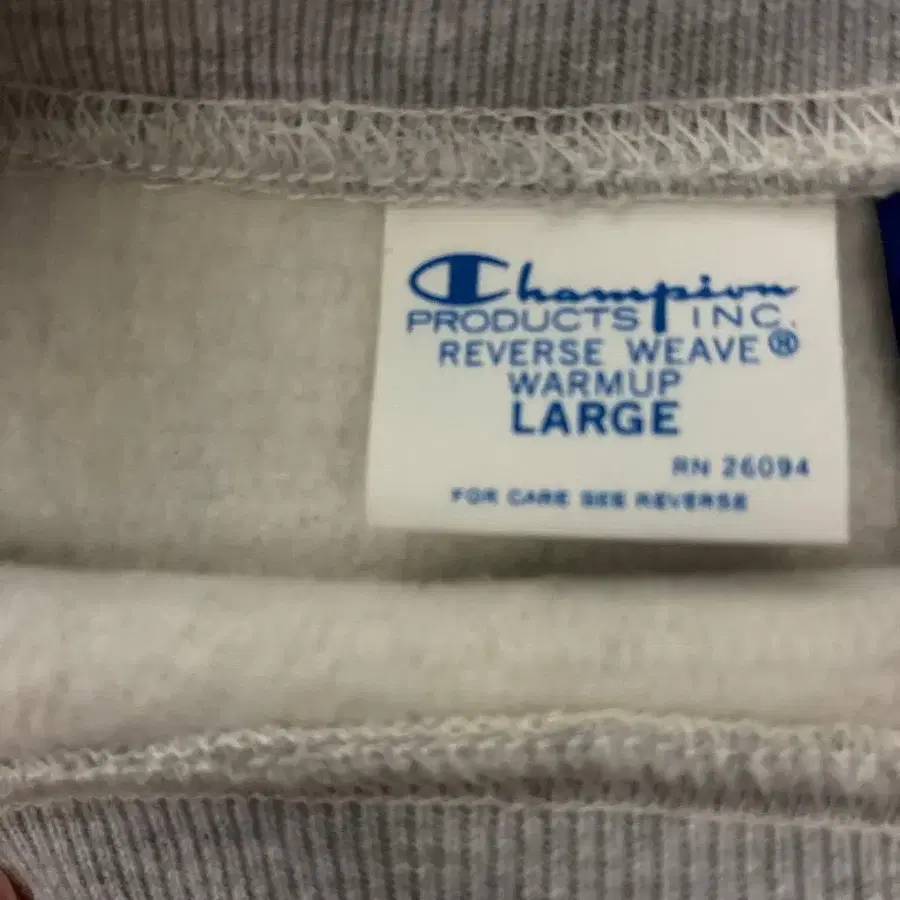 Champion
PRODUCTS INC.
REVERSE WEAVE®
WARMUP
LARGE
RN 26094
FOR CARE SEE REVERSE